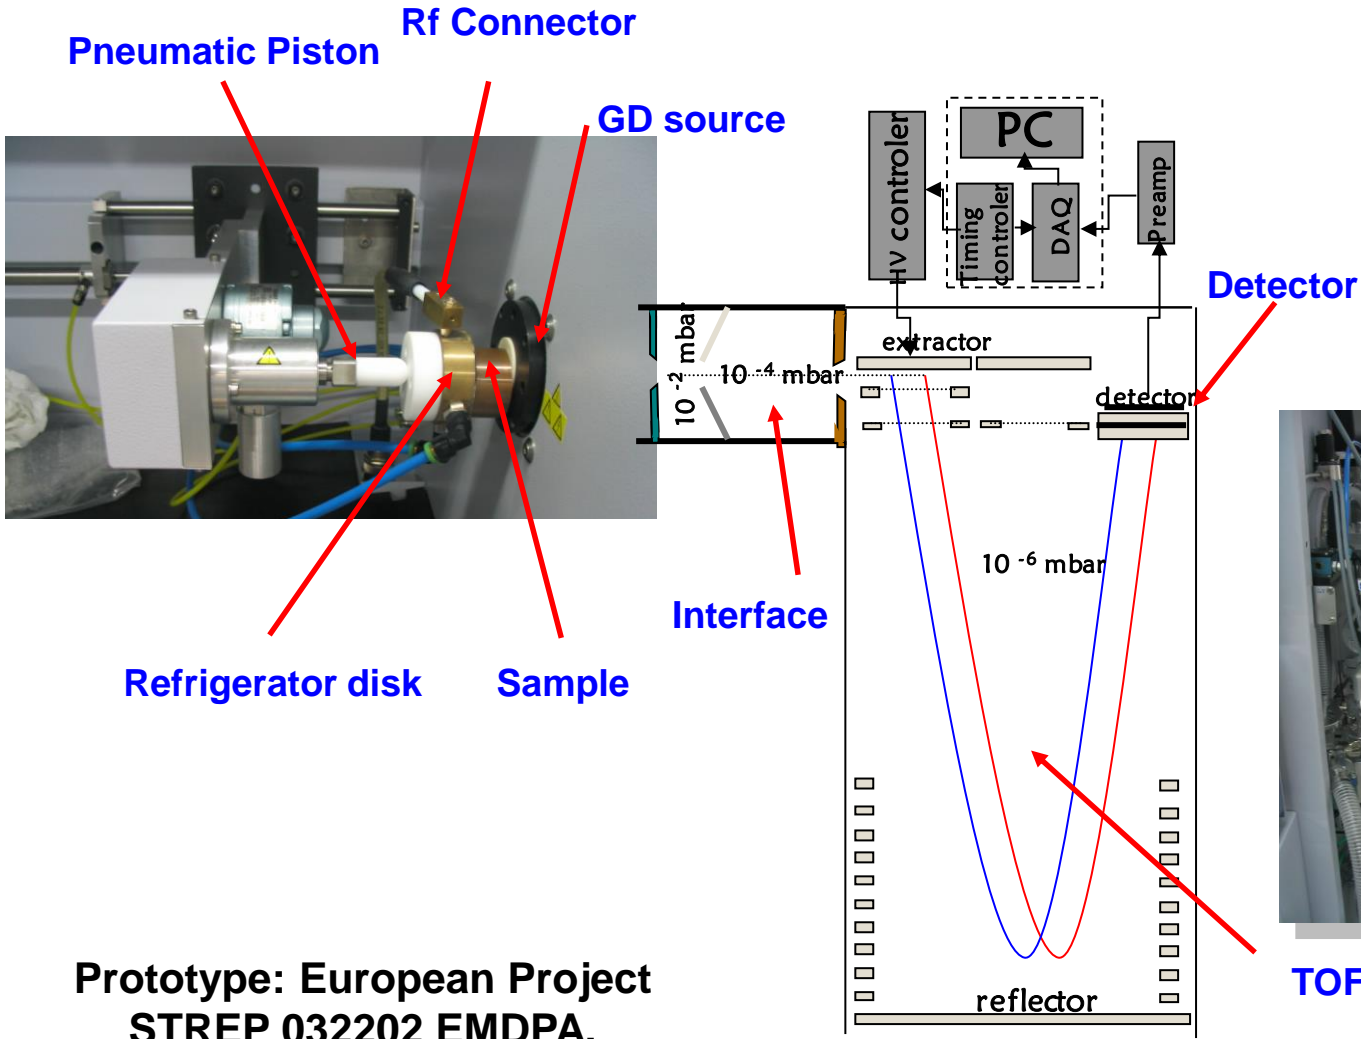 Rf Connector
Pneumatic Piston
GD source
PC
HV controler
Timing
controler
DAQ
Preamp
Detector
10 -2 mbar
10 -4 mbar
extractor
detector
10 -6 mbar
Interface
Refrigerator disk
Sample
TOF
reflector
Prototype: European Project
STREP 032202 EMDPA.